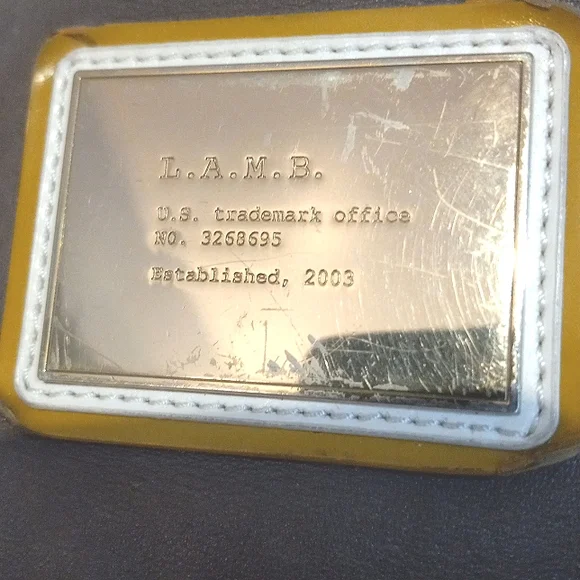 L.A.M.B.
U.S. trademark office
NO. 3268695
Established, 2003